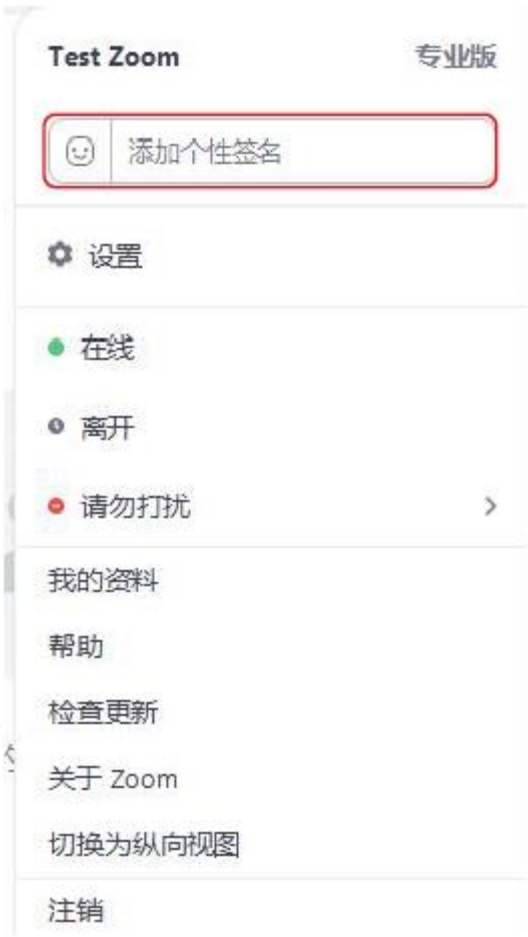 Test Zoom 专业版
添加个性签名
设置
在线
离开
请勿打扰
我的资料
帮助
检查更新
关于 Zoom
切换为纵向视图
注销